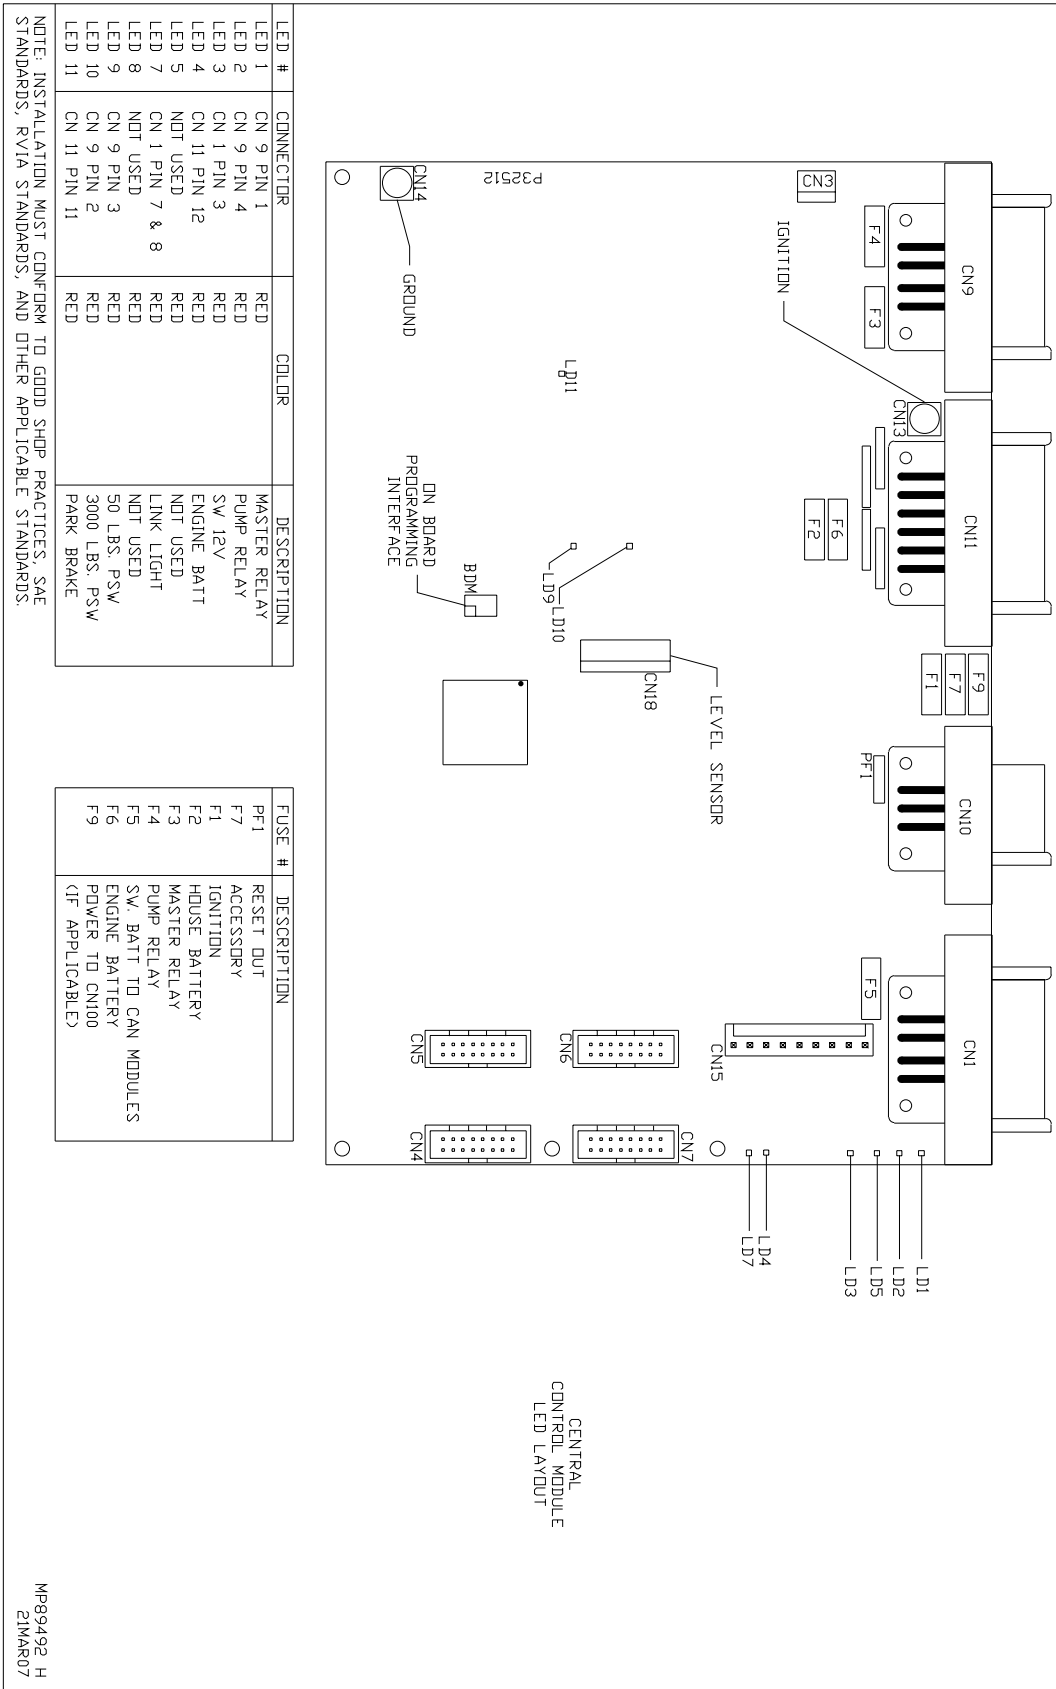 CN9
CN11
CN10
CN1
CN3
F4
F3
IGNITION
CN13
F6
F2
F9
F7
F1
PF1
F5
P32512
CN14
GROUND
LD11
ON BOARD
PROGRAMMING
INTERFACE
BDM
LD9
LD10
CN18
LEVEL SENSOR
CN15
CN6
CN5
CN7
CN4
LD1
LD2
LD5
LD3
LD4
LD7
CENTRAL
CONTROL MODULE
LED LAYOUT
LED # CONNECTOR COLOR DESCRIPTION
LED 1 CN 9 PIN 1 RED MASTER RELAY
LED 2 CN 9 PIN 4 RED PUMP RELAY
LED 3 CN 1 PIN 3 RED SW 12V
LED 4 CN 11 PIN 12 RED ENGINE BATT
LED 5 NOT USED RED NOT USED
LED 7 CN 1 PIN 7 & 8 RED LINK LIGHT
LED 8 NOT USED RED NOT USED
LED 9 CN 9 PIN 3 RED 50 LBS. PSW
LED 10 CN 9 PIN 2 RED 3000 LBS. PSW
LED 11 CN 11 PIN 11 RED PARK BRAKE
FUSE # DESCRIPTION
PF1 RESET OUT
F7 ACCESSORY
F1 IGNITION
F2 HOUSE BATTERY
F3 MASTER RELAY
F4 PUMP RELAY
F5 SW. BATT TO CAN MODULES
F6 ENGINE BATTERY
F9 POWER TO CN100
(IF APPLICABLE)
NOTE: INSTALLATION MUST CONFORM TO GOOD SHOP PRACTICES, SAE
STANDARDS, RVIA STANDARDS, AND OTHER APPLICABLE STANDARDS.
MP89492 H
21MAR07